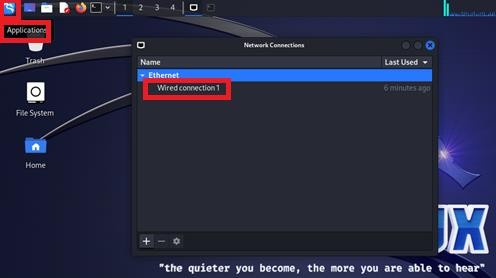 1 2 3 4
Applications
Trash
File System
Home
Network Connections
Name Last Used
Ethernet
Wired connection 1 6 minutes ago
UX
"the quieter you become, the more you are able to hear"